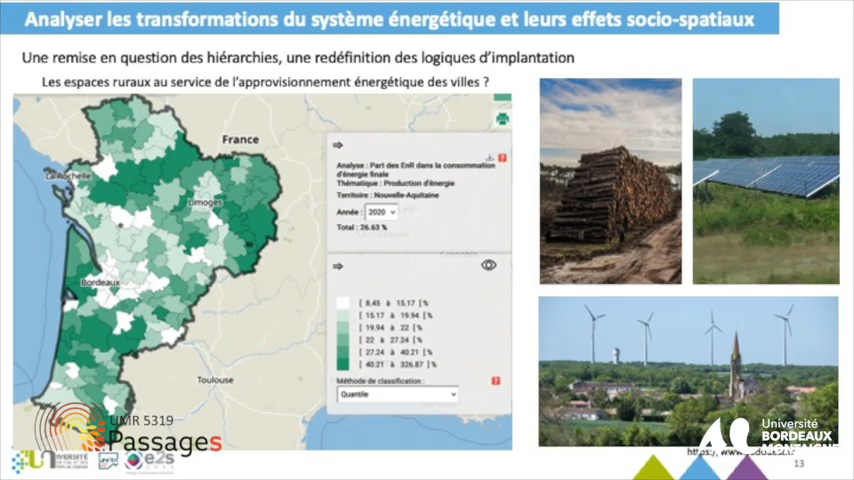 Analyser les transformations du système énergétique et leurs effets socio-spatiaux
Une remise en question des hiérarchies, une redéfinition des logiques d'implantation
Les espaces ruraux au service de l'approvisionnement énergétique des villes ?
France
La Rochelle
Limoges
Bordeaux
Toulouse
Analyse : Part des EnR dans la consommation
d'énergie finale
Thématique : Production d'énergie
Territoire : Nouvelle-Aquitaine
Année : 2020
Total : 26.63 %
[ 8.45 à 15.17 [ %
[ 15.17 à 19.94 [ %
[ 19.94 à 22 [ %
[ 22 à 27.24 [ %
[ 27.24 à 40.21 [ %
[ 40.21 à 326.87 [ %
Méthode de classification :
Quantile
UMR 5319
Passages
UNIVERSITÉ
e2s
Université
BORDEAUX
MONTAIGNE
13